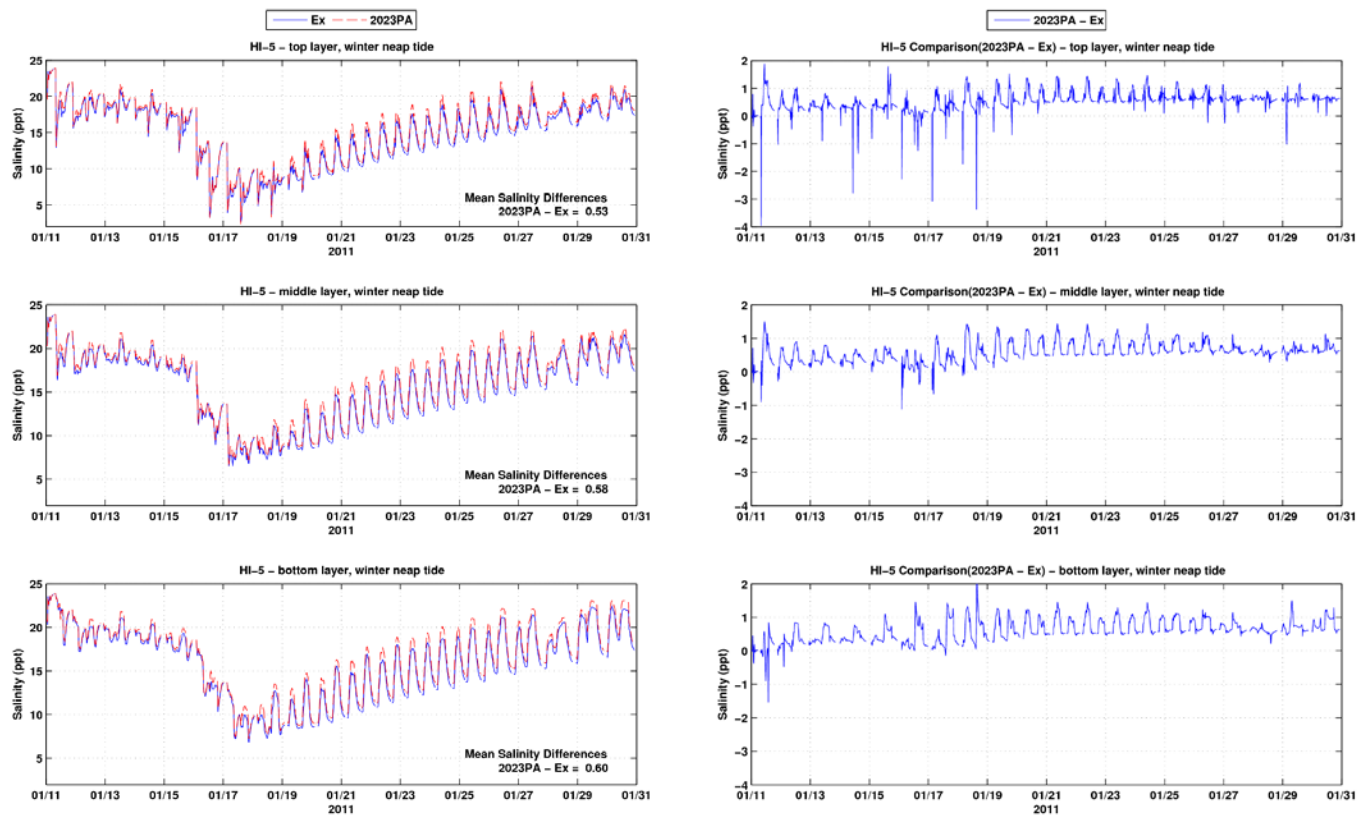 Ex 2023PA
HI-5 - top layer, winter neap tide
25
20
15
10
5
Salinity (ppt)
Mean Salinity Differences
2023PA - Ex = 0.53
01/11 01/13 01/15 01/17 01/19 01/21 01/23 01/25 01/27 01/29 01/31
2011
2023PA - Ex
HI-5 Comparison(2023PA - Ex) - top layer, winter neap tide
2
1
0
-1
-2
-3
-4
Salinity (ppt)
01/11 01/13 01/15 01/17 01/19 01/21 01/23 01/25 01/27 01/29 01/31
2011
HI-5 - middle layer, winter neap tide
25
20
15
10
5
Salinity (ppt)
Mean Salinity Differences
2023PA - Ex = 0.58
01/11 01/13 01/15 01/17 01/19 01/21 01/23 01/25 01/27 01/29 01/31
2011
HI-5 Comparison(2023PA - Ex) - middle layer, winter neap tide
2
1
0
-1
-2
-3
-4
Salinity (ppt)
01/11 01/13 01/15 01/17 01/19 01/21 01/23 01/25 01/27 01/29 01/31
2011
HI-5 - bottom layer, winter neap tide
25
20
15
10
5
Salinity (ppt)
Mean Salinity Differences
2023PA - Ex = 0.60
01/11 01/13 01/15 01/17 01/19 01/21 01/23 01/25 01/27 01/29 01/31
2011
HI-5 Comparison(2023PA - Ex) - bottom layer, winter neap tide
2
1
0
-1
-2
-3
-4
Salinity (ppt)
01/11 01/13 01/15 01/17 01/19 01/21 01/23 01/25 01/27 01/29 01/31
2011